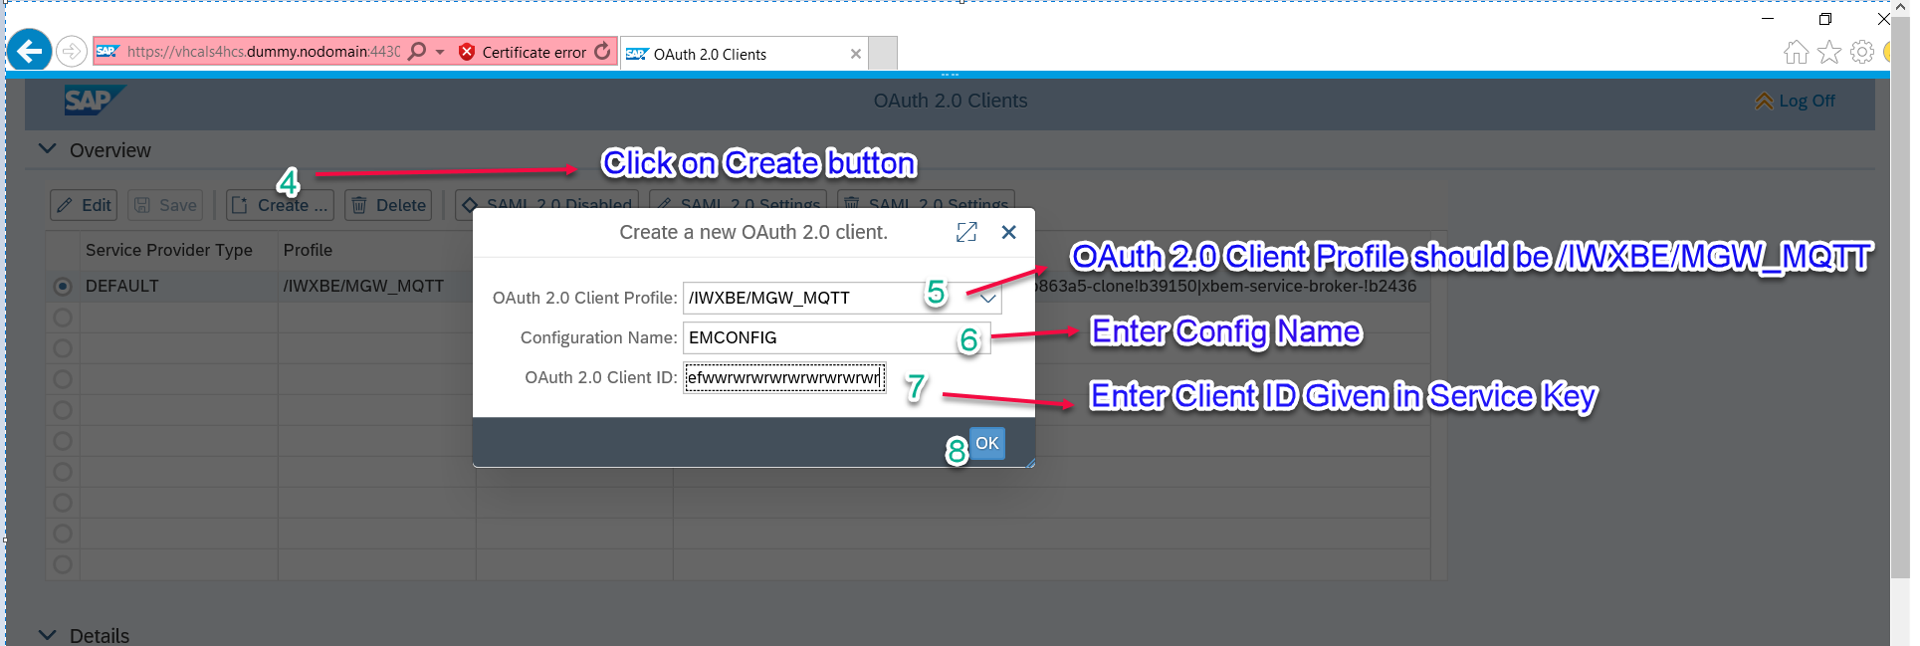 SAP https://vhcals4hcs.dummy.nodomain:4430 Certificate error SAP OAuth 2.0 Clients
SAP OAuth 2.0 Clients Log Off
Overview
4 Click on Create button
Edit Save Create ... Delete SAML 2.0 Disabled SAML 2.0 Settings SAML 2.0 Settings
Create a new OAuth 2.0 client.
Service Provider Type Profile
OAuth 2.0 Client Profile should be /IWXBE/MGW_MQTT
DEFAULT /IWXBE/MGW_MQTT b863a5-clone!b39150|xbem-service-broker-!b2436
OAuth 2.0 Client Profile: /IWXBE/MGW_MQTT 5
Configuration Name: EMCONFIG 6 Enter Config Name
OAuth 2.0 Client ID: efwwrwrwrwrwrwrwrwrwr 7 Enter Client ID Given in Service Key
8 OK
Details